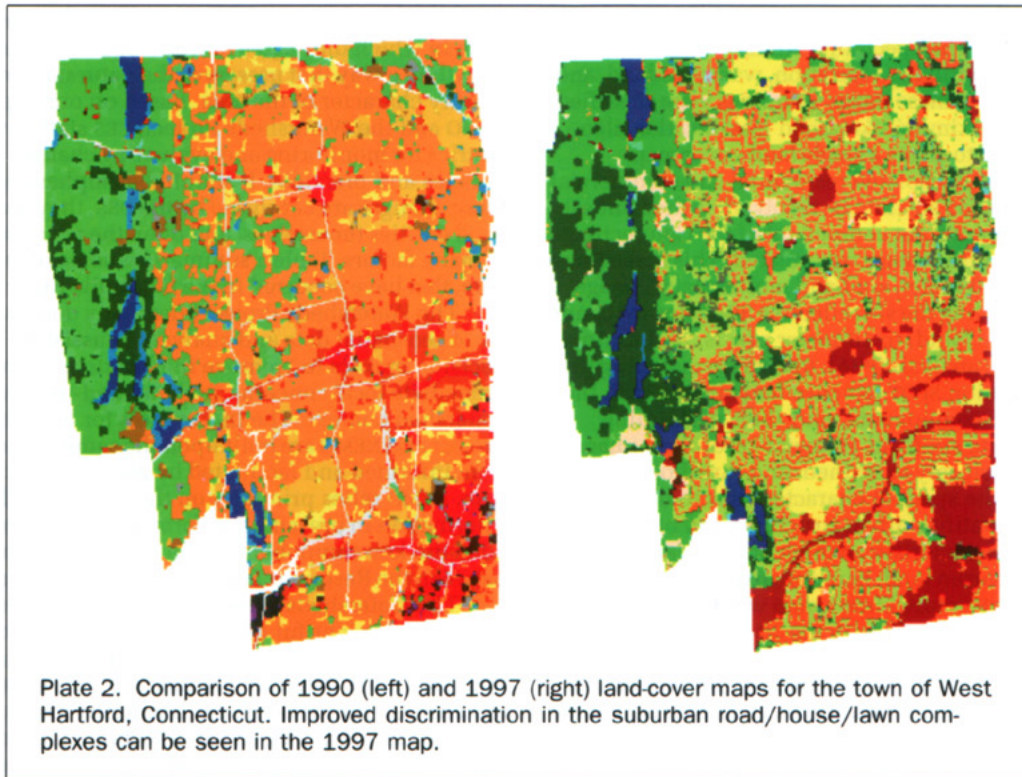 Plate 2. Comparison of 1990 (left) and 1997 (right) land-cover maps for the town of West
Hartford, Connecticut. Improved discrimination in the suburban road/house/lawn com-
plexes can be seen in the 1997 map.